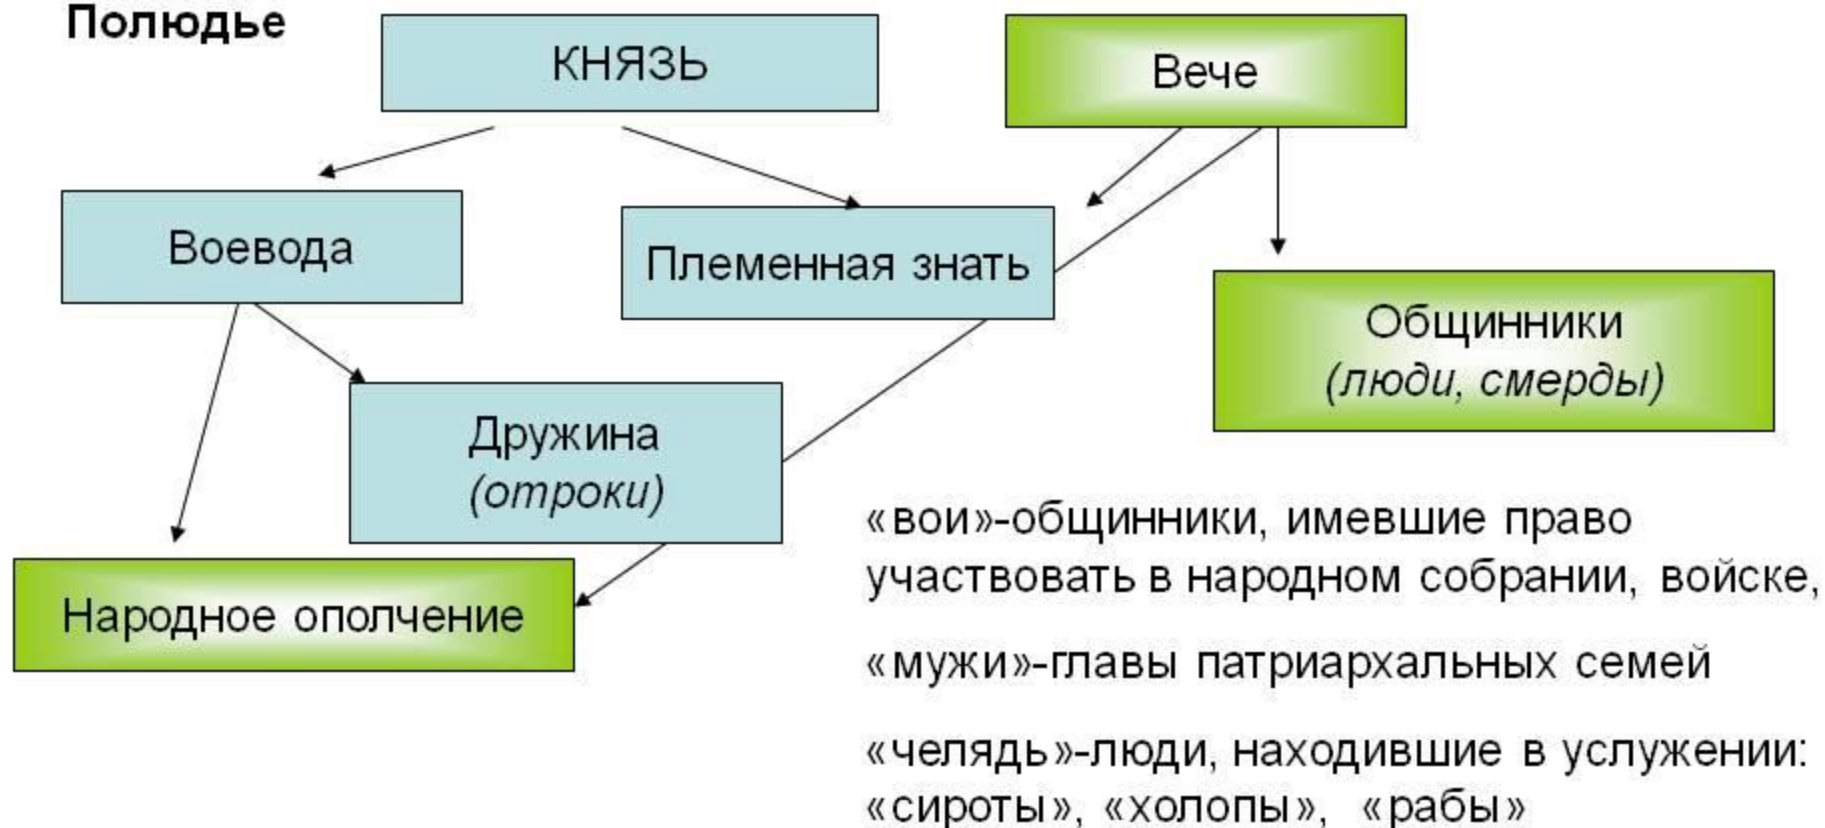 Полюдье
КНЯЗЬ
Вече
Воевода
Племенная знать
Общинники
(люди, смерды)
Дружина
(отроки)
Народное ополчение
«вои»-общинники, имевшие право
участвовать в народном собрании, войске,
«мужи»-главы патриархальных семей
«челядь»-люди, находившие в услужении:
«сироты», «холопы», «рабы»